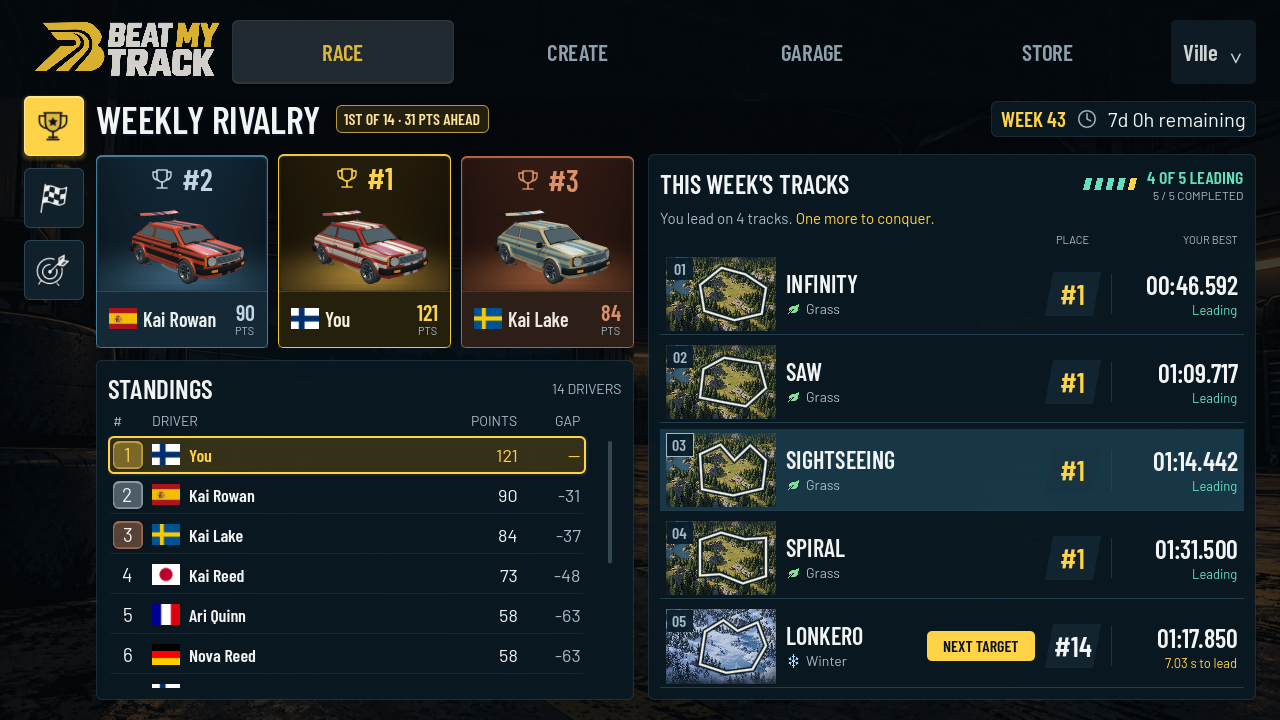 BEAT MY TRACK
RACE
CREATE
GARAGE
STORE
Ville
WEEKLY RIVALRY
1ST OF 14 · 31 PTS AHEAD
WEEK 43
7d 0h remaining
#2
Kai Rowan
90
PTS
#1
You
121
PTS
#3
Kai Lake
84
PTS
STANDINGS
14 DRIVERS
# DRIVER POINTS GAP
1 You 121 —
2 Kai Rowan 90 -31
3 Kai Lake 84 -37
4 Kai Reed 73 -48
5 Ari Quinn 58 -63
6 Nova Reed 58 -63
THIS WEEK'S TRACKS
4 OF 5 LEADING
5 / 5 COMPLETED
You lead on 4 tracks. One more to conquer.
PLACE YOUR BEST
01 INFINITY
Grass
#1
00:46.592
Leading
02 SAW
Grass
#1
01:09.717
Leading
03 SIGHTSEEING
Grass
#1
01:14.442
Leading
04 SPIRAL
Grass
#1
01:31.500
Leading
05 LONKERO
Winter
NEXT TARGET
#14
01:17.850
7.03 s to lead